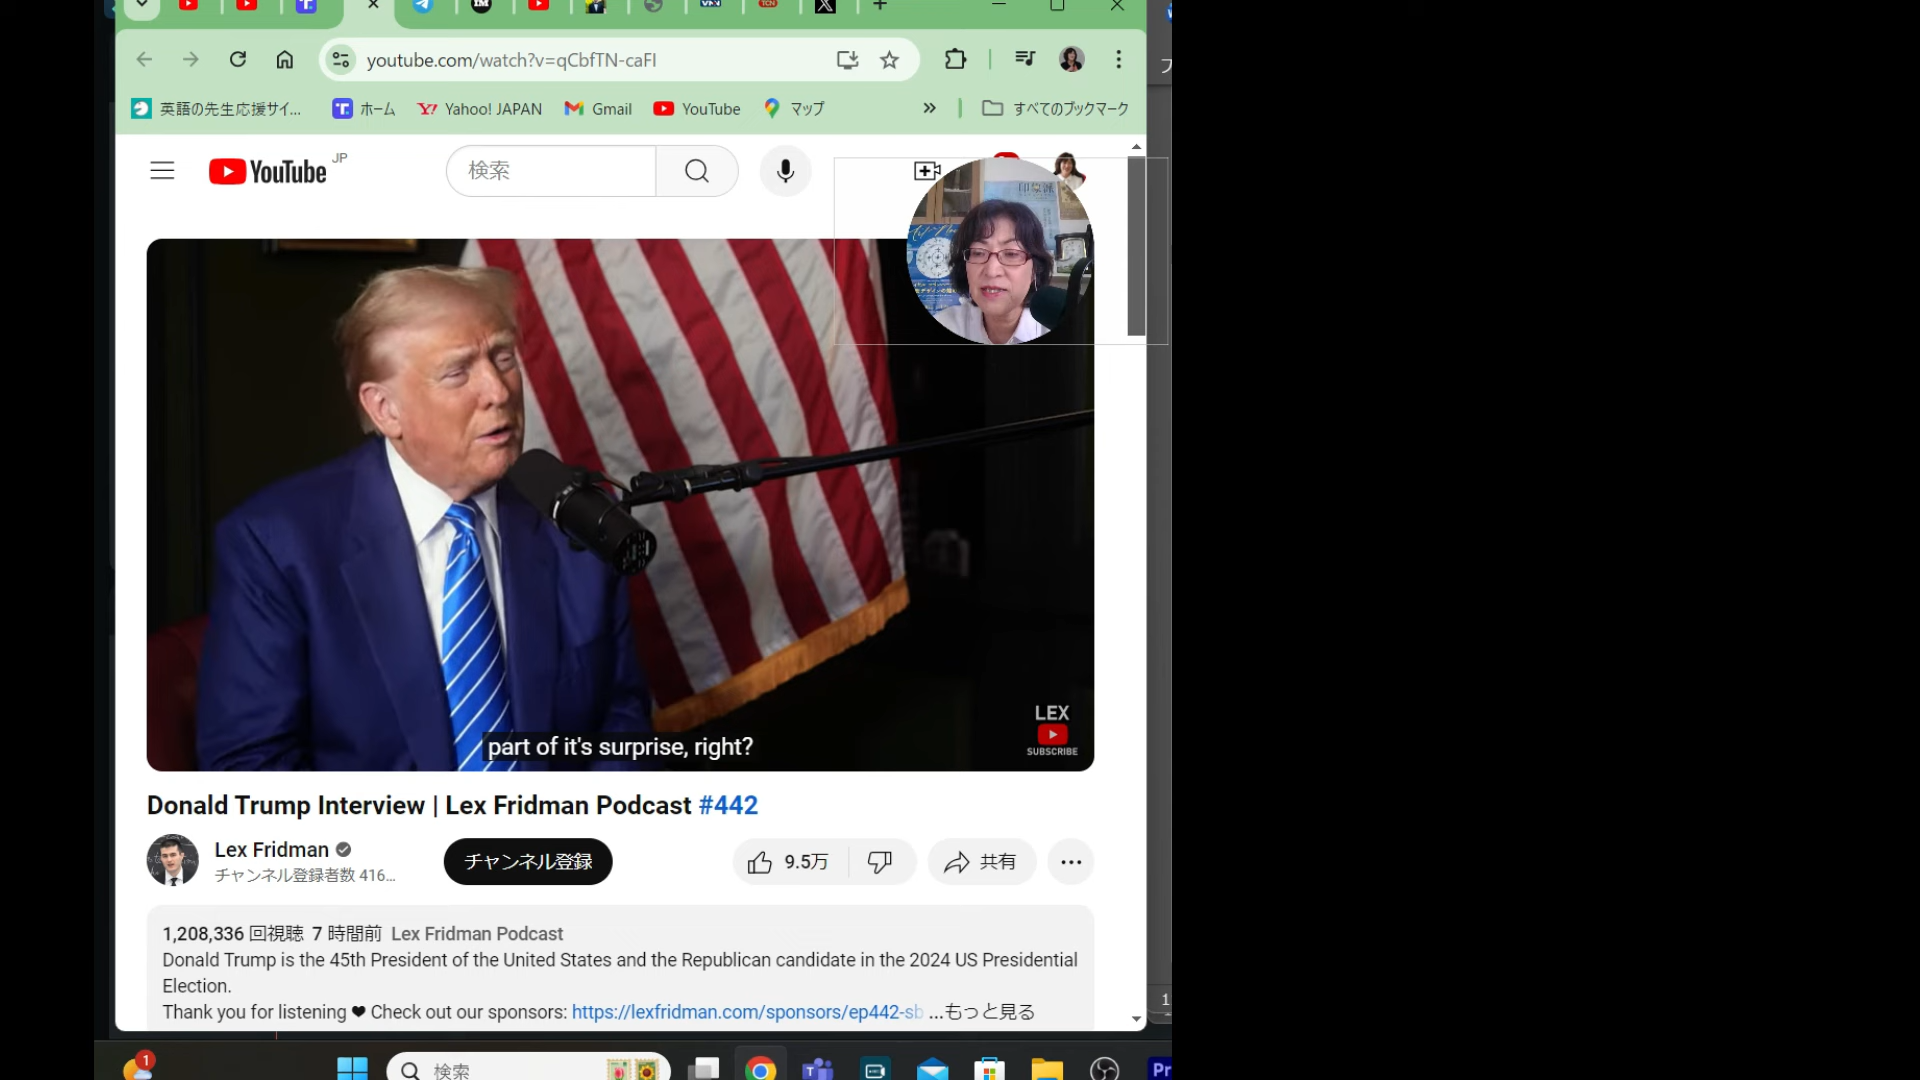 youtube.com/watch?v=qCbfTN-caFI
英語の先生応援サイ... ホーム Yahoo! JAPAN Gmail YouTube マップ » すべてのブックマーク
YouTube JP
検索
part of it's surprise, right?
LEX
SUBSCRIBE
Donald Trump Interview | Lex Fridman Podcast #442
Lex Fridman
チャンネル登録者数 416...
チャンネル登録
9.5万
共有
1,208,336 回視聴 7 時間前 Lex Fridman Podcast
Donald Trump is the 45th President of the United States and the Republican candidate in the 2024 US Presidential
Election.
Thank you for listening ❤ Check out our sponsors: https://lexfridman.com/sponsors/ep442-sb ...もっと見る
1
検索
Pr